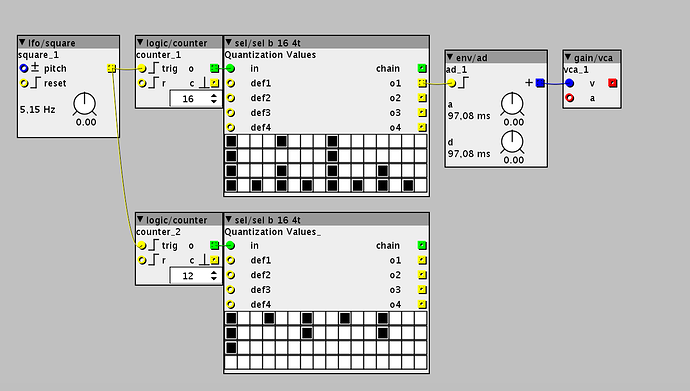 lfo/square
square_1
pitch
reset
5,15 Hz
0.00
logic/counter
counter_1
trig o
r c
16
sel/sel b 16 4t
Quantization Values
in chain
def1 o1
def2 o2
def3 o3
def4 o4
env/ad
ad_1
+
a
97,08 ms
0.00
d
97,08 ms
0.00
gain/vca
vca_1
v
a
logic/counter
counter_2
trig o
r c
12
sel/sel b 16 4t
Quantization Values_
in chain
def1 o1
def2 o2
def3 o3
def4 o4